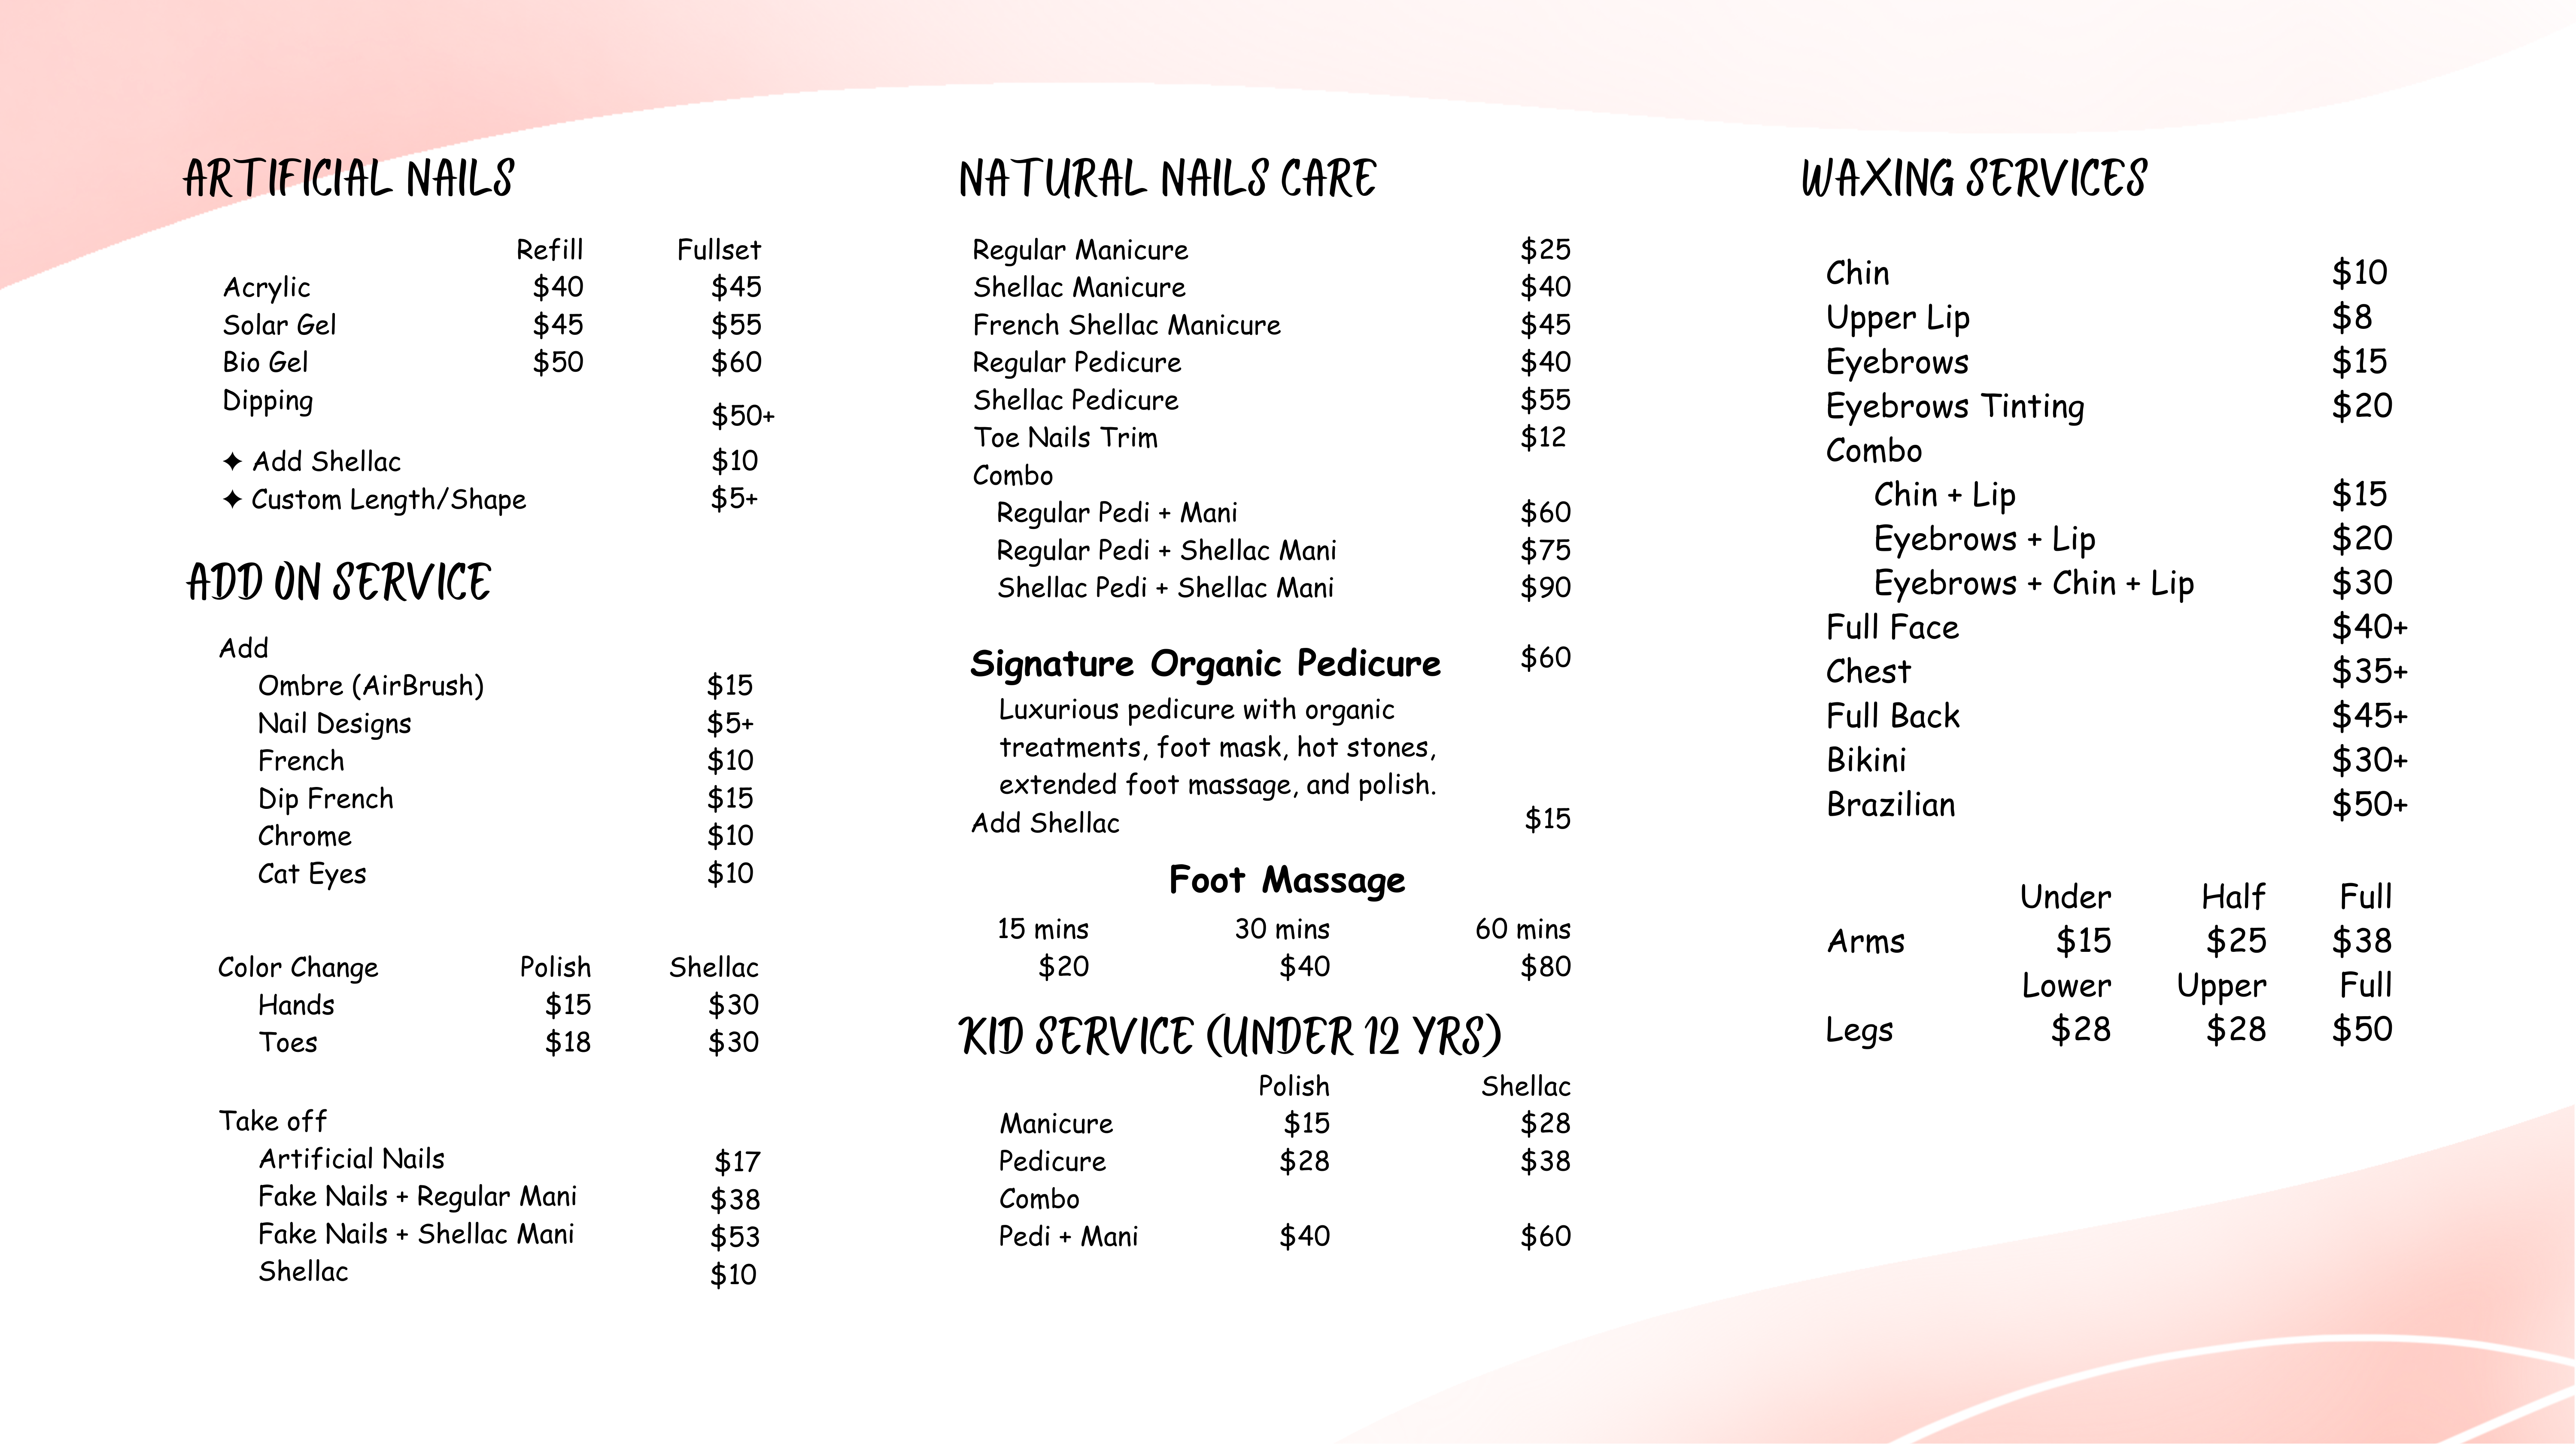 ARTIFICIAL NAILS
Refill Fullset
Acrylic $40 $45
Solar Gel $45 $55
Bio Gel $50 $60
Dipping $50+
✦ Add Shellac $10
✦ Custom Length/Shape $5+
ADD ON SERVICE
Add
Ombre (AirBrush) $15
Nail Designs $5+
French $10
Dip French $15
Chrome $10
Cat Eyes $10
Color Change Polish Shellac
Hands $15 $30
Toes $18 $30
Take off
Artificial Nails $17
Fake Nails + Regular Mani $38
Fake Nails + Shellac Mani $53
Shellac $10
NATURAL NAILS CARE
Regular Manicure $25
Shellac Manicure $40
French Shellac Manicure $45
Regular Pedicure $40
Shellac Pedicure $55
Toe Nails Trim $12
Combo
Regular Pedi + Mani $60
Regular Pedi + Shellac Mani $75
Shellac Pedi + Shellac Mani $90
Signature Organic Pedicure $60
Luxurious pedicure with organic
treatments, foot mask, hot stones,
extended foot massage, and polish.
Add Shellac $15
Foot Massage
15 mins 30 mins 60 mins
$20 $40 $80
KID SERVICE (UNDER 12 YRS)
Polish Shellac
Manicure $15 $28
Pedicure $28 $38
Combo
Pedi + Mani $40 $60
WAXING SERVICES
Chin $10
Upper Lip $8
Eyebrows $15
Eyebrows Tinting $20
Combo
Chin + Lip $15
Eyebrows + Lip $20
Eyebrows + Chin + Lip $30
Full Face $40+
Chest $35+
Full Back $45+
Bikini $30+
Brazilian $50+
Under Half Full
Arms $15 $25 $38
Lower Upper Full
Legs $28 $28 $50